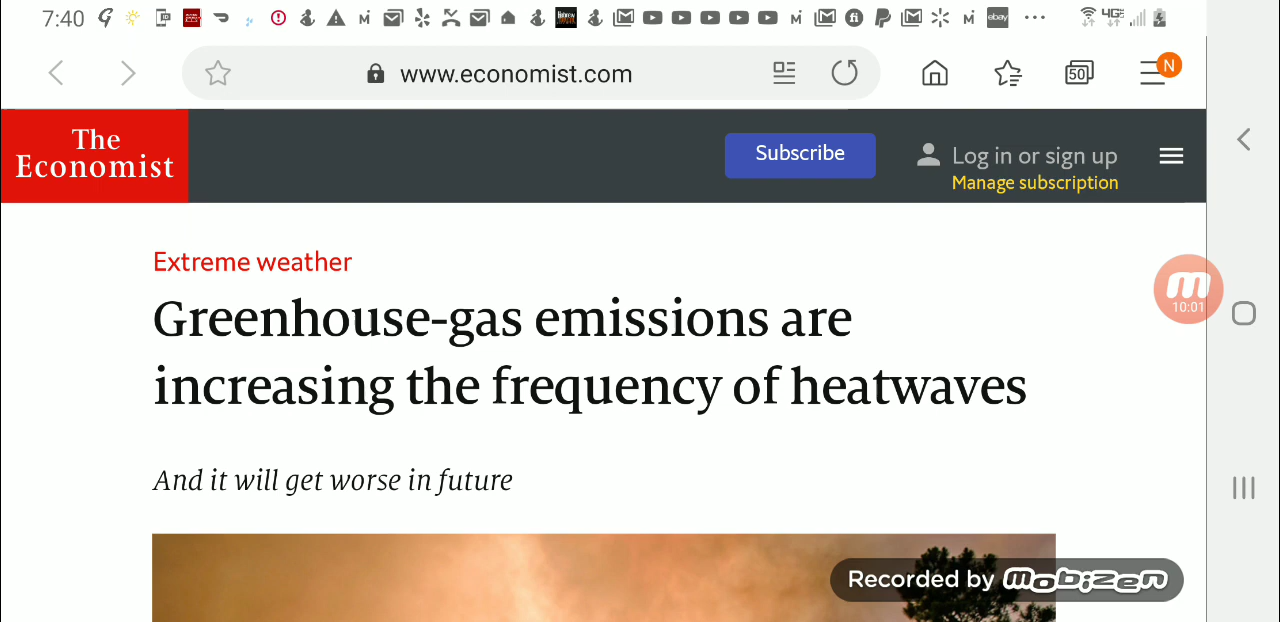 7:40
4G
www.economist.com
50
N
The
Economist
Subscribe
Log in or sign up
Manage subscription
Extreme weather
Greenhouse-gas emissions are
increasing the frequency of heatwaves
10:01
And it will get worse in future
Recorded by mobizen